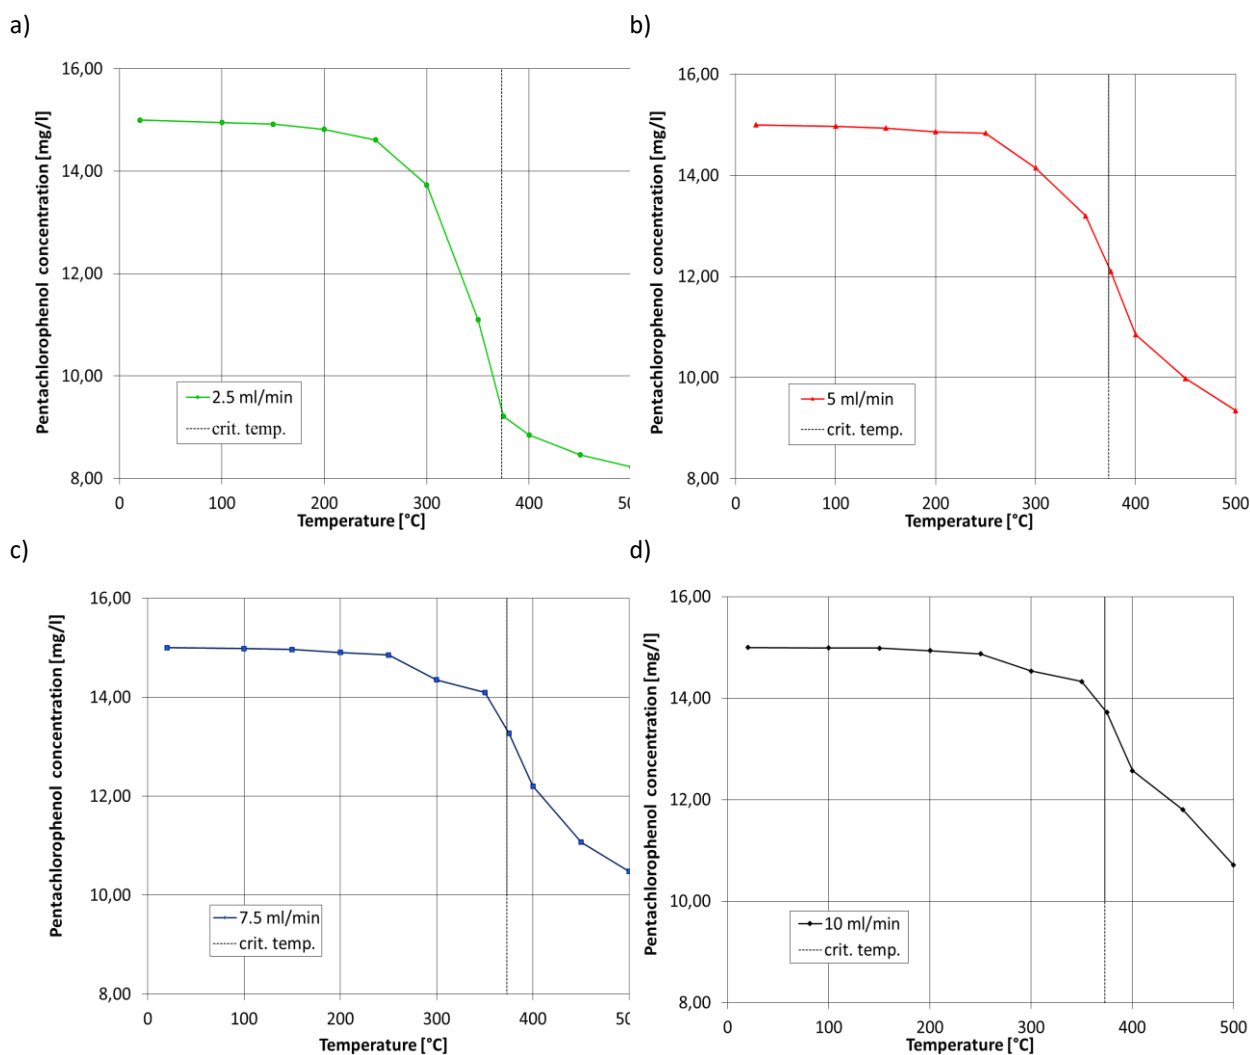 a)
b)
16,00
14,00
12,00
10,00
8,00
Pentachlorophenol concentration [mg/l]
2.5 ml/min
crit. temp.
0 100 200 300 400 50
Temperature [°C]
16,00
14,00
12,00
10,00
8,00
Pentachlorophenol concentration [mg/l]
5 ml/min
crit. temp.
0 100 200 300 400 500
Temperature [°C]
c)
d)
16,00
14,00
12,00
10,00
8,00
Pentachlorophenol concentration [mg/l]
7.5 ml/min
crit. temp.
0 100 200 300 400 50
Temperature [°C]
16,00
14,00
12,00
10,00
8,00
Pentachlorophenol concentration [mg/l]
10 ml/min
crit. temp.
0 100 200 300 400 500
Temperature [°C]